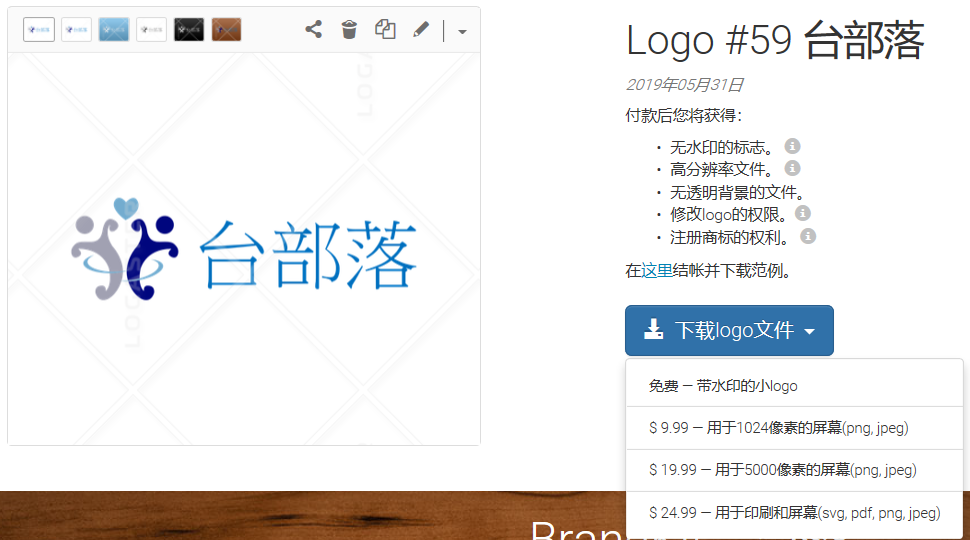 Logo #59 台部落
2019年05月31日
付款后您将获得：
• 无水印的标志。
• 高分辨率文件。
• 无透明背景的文件。
• 修改logo的权限。
• 注册商标的权利。
在这里结帐并下载范例。
台部落
下载logo文件
免费 — 带水印的小logo
$ 9.99 — 用于1024像素的屏幕(png, jpeg)
$ 19.99 — 用于5000像素的屏幕(png, jpeg)
$ 24.99 — 用于印刷和屏幕(svg, pdf, png, jpeg)